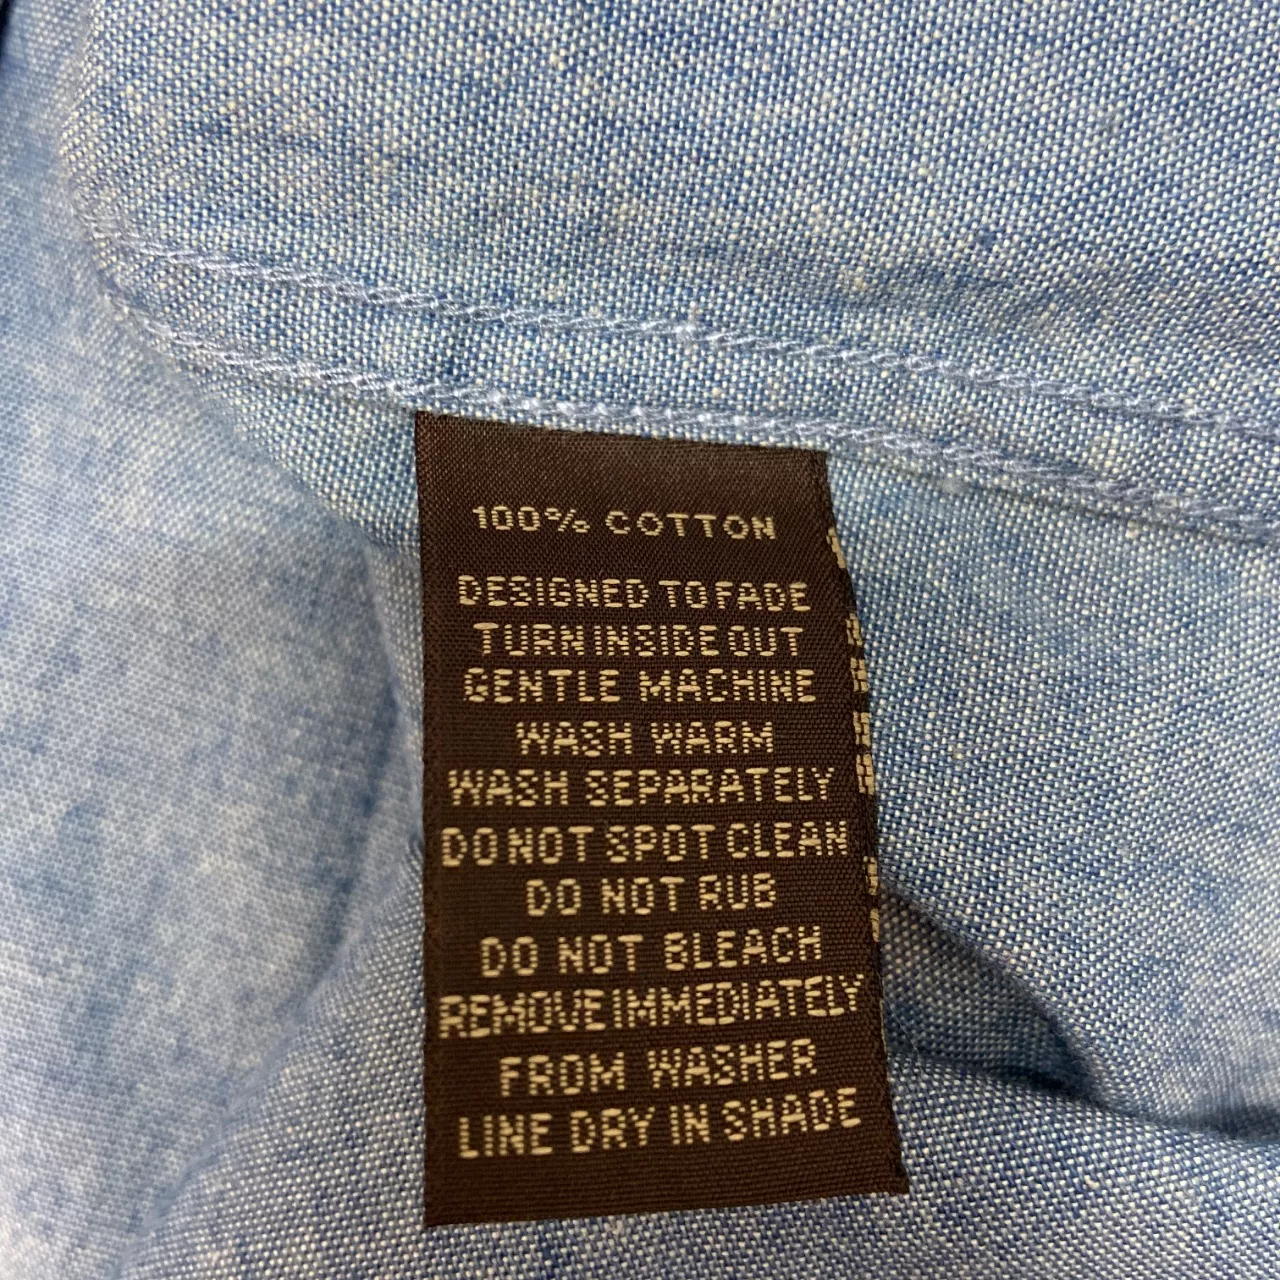 100% COTTON
DESIGNED TO FADE
TURN INSIDE OUT
GENTLE MACHINE
WASH WARM
WASH SEPARATELY
DO NOT SPOT CLEAN
DO NOT RUB
DO NOT BLEACH
REMOVE IMMEDIATELY
FROM WASHER
LINE DRY IN SHADE